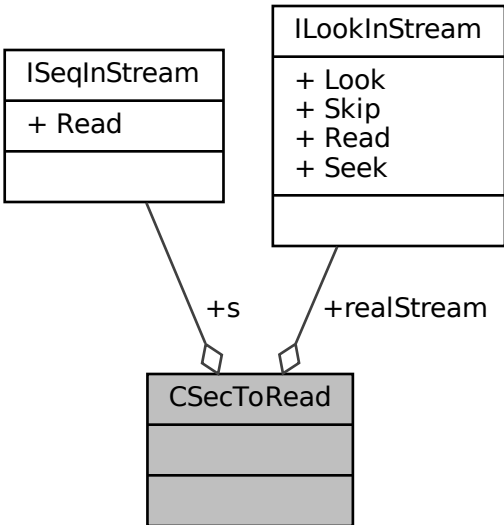 ISeqInStream
+ Read
ILookInStream
+ Look
+ Skip
+ Read
+ Seek
+s
+realStream
CSecToRead